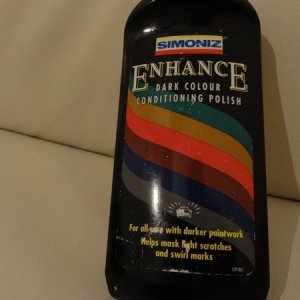 SIMONIZ
ENHANCE
DARK COLOUR
CONDITIONING POLISH
For all cars with darker paintwork
Helps mask light scratches
and swirl marks